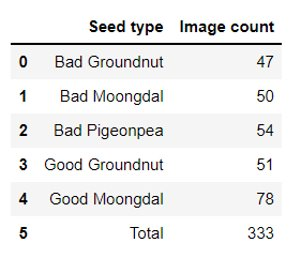 Seed type Image count
0 Bad Groundnut 47
1 Bad Moongdal 50
2 Bad Pigeonpea 54
3 Good Groundnut 51
4 Good Moongdal 78
5 Total 333